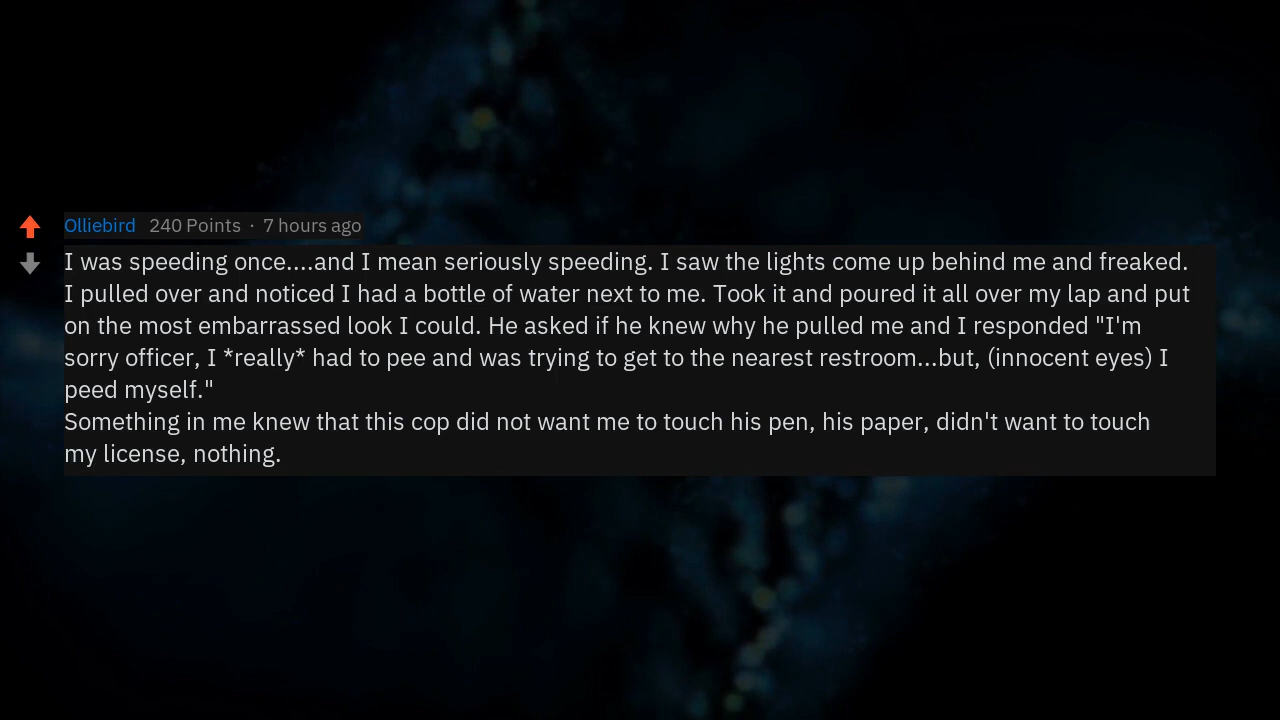 Olliebird 240 Points · 7 hours ago
I was speeding once....and I mean seriously speeding. I saw the lights come up behind me and freaked.
I pulled over and noticed I had a bottle of water next to me. Took it and poured it all over my lap and put
on the most embarrassed look I could. He asked if he knew why he pulled me and I responded "I'm
sorry officer, I *really* had to pee and was trying to get to the nearest restroom...but, (innocent eyes) I
peed myself."
Something in me knew that this cop did not want me to touch his pen, his paper, didn't want to touch
my license, nothing.